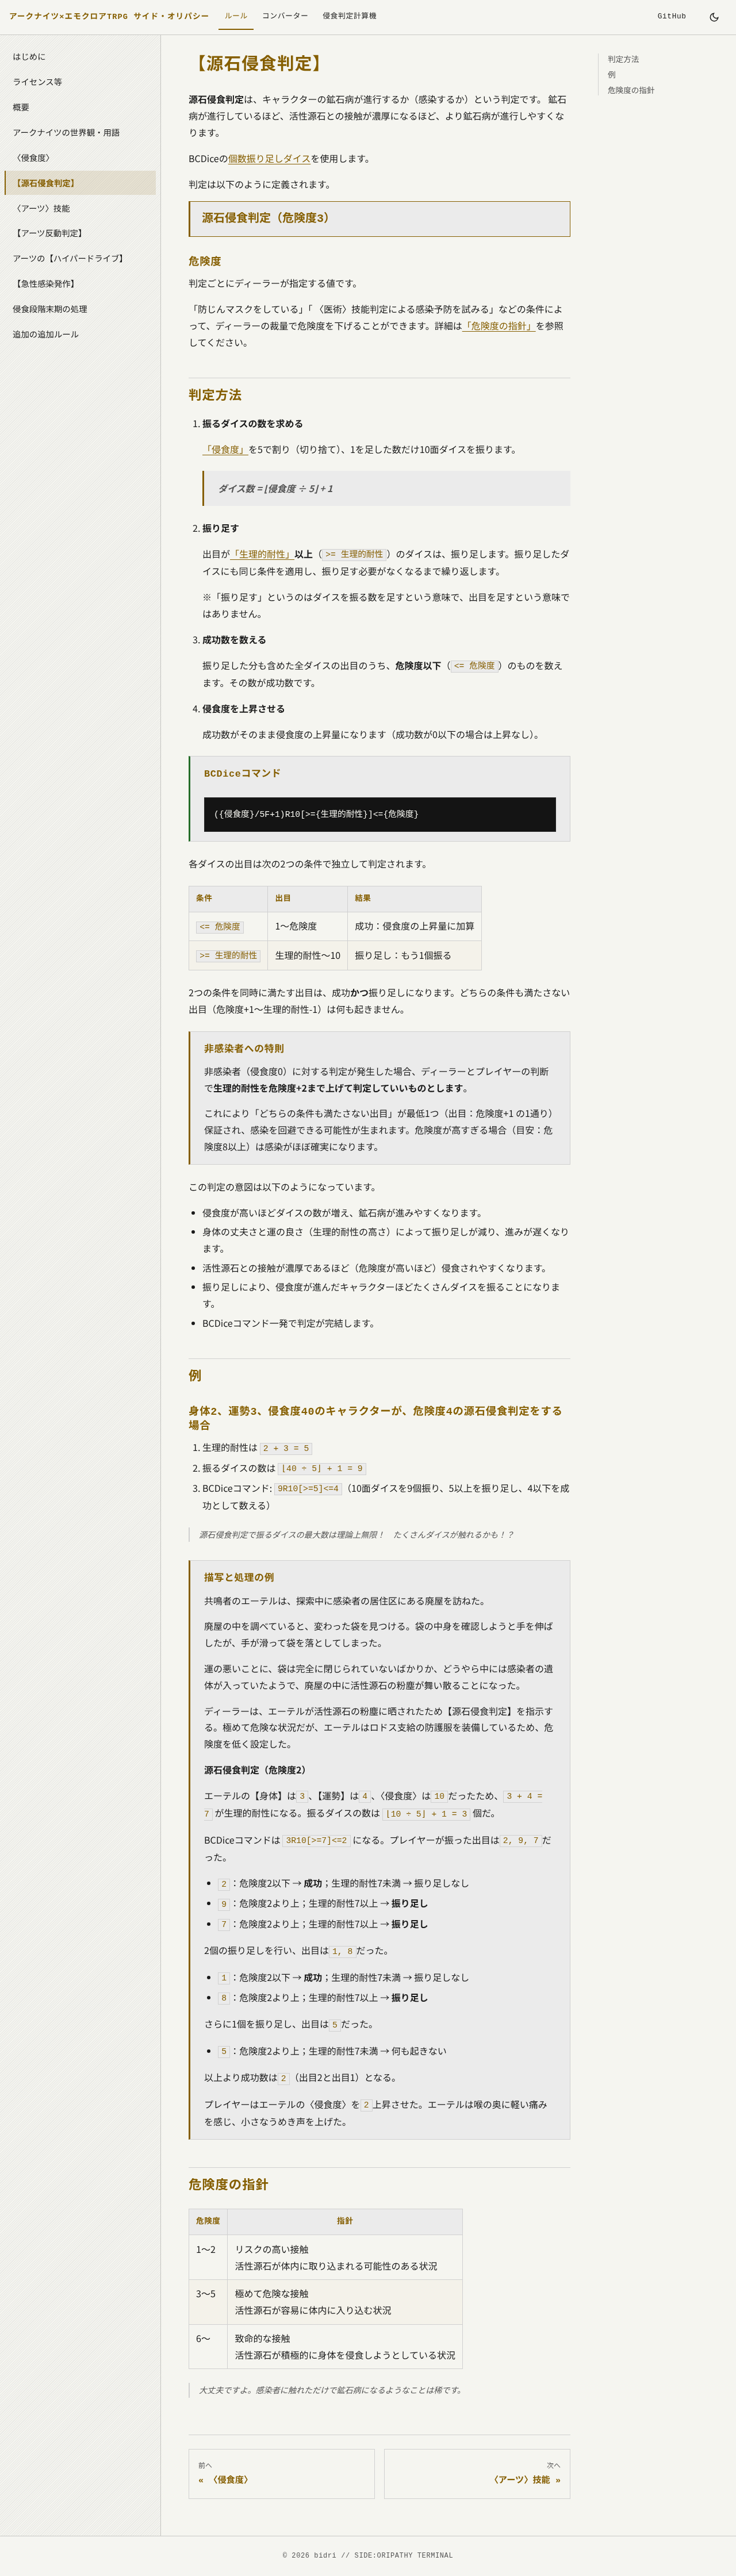 アークナイツ×エモクロアTRPG サイド・オリパシー
ルール
コンバーター
侵食判定計算機
GitHub
はじめに
ライセンス等
概要
アークナイツの世界観・用語
〈侵食度〉
【源石侵食判定】
〈アーツ〉技能
【アーツ反動判定】
アーツの【ハイパードライブ】
【急性感染発作】
侵食段階末期の処理
追加の追加ルール
判定方法
例
危険度の指針
【源石侵食判定】
源石侵食判定は、キャラクターの鉱石病が進行するか（感染するか）という判定です。 鉱石
病が進行しているほど、活性源石との接触が濃厚になるほど、より鉱石病が進行しやすくな
ります。
BCDiceの個数振り足しダイスを使用します。
判定は以下のように定義されます。
源石侵食判定（危険度3）
危険度
判定ごとにディーラーが指定する値です。
「防じんマスクをしている」「 〈医術〉技能判定による感染予防を試みる」などの条件によ
って、ディーラーの裁量で危険度を下げることができます。詳細は「危険度の指針」を参照
してください。
判定方法
1. 振るダイスの数を求める
「侵食度」を5で割り（切り捨て）、1を足した数だけ10面ダイスを振ります。
ダイス数 = ⌊侵食度 ÷ 5⌋ + 1
2. 振り足す
出目が「生理的耐性」以上（>= 生理的耐性）のダイスは、振り足します。振り足したダ
イスにも同じ条件を適用し、振り足す必要がなくなるまで繰り返します。
※「振り足す」というのはダイスを振る数を足すという意味で、出目を足すという意味で
はありません。
3. 成功数を数える
振り足した分も含めた全ダイスの出目のうち、危険度以下（<= 危険度）のものを数え
ます。その数が成功数です。
4. 侵食度を上昇させる
成功数がそのまま侵食度の上昇量になります（成功数が0以下の場合は上昇なし）。
BCDiceコマンド
({侵食度}/5F+1)R10[>={生理的耐性}]<={危険度}
各ダイスの出目は次の2つの条件で独立して判定されます。
条件 出目 結果
<= 危険度 1〜危険度 成功：侵食度の上昇量に加算
>= 生理的耐性 生理的耐性〜10 振り足し：もう1個振る
2つの条件を同時に満たす出目は、成功かつ振り足しになります。どちらの条件も満たさない
出目（危険度+1〜生理的耐性-1）は何も起きません。
非感染者への特則
非感染者（侵食度0）に対する判定が発生した場合、ディーラーとプレイヤーの判断
で生理的耐性を危険度+2まで上げて判定していいものとします。
これにより「どちらの条件も満たさない出目」が最低1つ（出目：危険度+1 の1通り）
保証され、感染を回避できる可能性が生まれます。危険度が高すぎる場合（目安：危
険度8以上）は感染がほぼ確実になります。
この判定の意図は以下のようになっています。
• 侵食度が高いほどダイスの数が増え、鉱石病が進みやすくなります。
• 身体の丈夫さと運の良さ（生理的耐性の高さ）によって振り足しが減り、進みが遅くなり
ます。
• 活性源石との接触が濃厚であるほど（危険度が高いほど）侵食されやすくなります。
• 振り足しにより、侵食度が進んだキャラクターほどたくさんダイスを振ることになりま
す。
• BCDiceコマンド一発で判定が完結します。
例
身体2、運勢3、侵食度40のキャラクターが、危険度4の源石侵食判定をする
場合
1. 生理的耐性は 2 + 3 = 5
2. 振るダイスの数は ⌊40 ÷ 5⌋ + 1 = 9
3. BCDiceコマンド: 9R10[>=5]<=4（10面ダイスを9個振り、5以上を振り足し、4以下を成
功として数える）
源石侵食判定で振るダイスの最大数は理論上無限！　たくさんダイスが触れるかも！？
描写と処理の例
共鳴者のエーテルは、探索中に感染者の居住区にある廃屋を訪ねた。
廃屋の中を調べていると、変わった袋を見つける。袋の中身を確認しようと手を伸ば
したが、手が滑って袋を落としてしまった。
運の悪いことに、袋は完全に閉じられていないばかりか、どうやら中には感染者の遺
体が入っていたようで、廃屋の中に活性源石の粉塵が舞い散ることになった。
ディーラーは、エーテルが活性源石の粉塵に晒されたため【源石侵食判定】を指示す
る。極めて危険な状況だが、エーテルはロドス支給の防護服を装備しているため、危
険度を低く設定した。
源石侵食判定（危険度2）
エーテルの【身体】は3、【運勢】は4、〈侵食度〉は10だったため、3 + 4 =
7が生理的耐性になる。振るダイスの数は ⌊10 ÷ 5⌋ + 1 = 3 個だ。
BCDiceコマンドは 3R10[>=7]<=2 になる。プレイヤーが振った出目は 2, 9, 7 だ
った。
• 2：危険度2以下 → 成功；生理的耐性7未満 → 振り足しなし
• 9：危険度2より上；生理的耐性7以上 → 振り足し
• 7：危険度2より上；生理的耐性7以上 → 振り足し
2個の振り足しを行い、出目は 1, 8 だった。
• 1：危険度2以下 → 成功；生理的耐性7未満 → 振り足しなし
• 8：危険度2より上；生理的耐性7以上 → 振り足し
さらに1個を振り足し、出目は5だった。
• 5：危険度2より上；生理的耐性7未満 → 何も起きない
以上より成功数は2（出目2と出目1）となる。
プレイヤーはエーテルの〈侵食度〉を2上昇させた。エーテルは喉の奥に軽い痛み
を感じ、小さなうめき声を上げた。
危険度の指針
危険度 指針
1〜2 リスクの高い接触
活性源石が体内に取り込まれる可能性のある状況
3〜5 極めて危険な接触
活性源石が容易に体内に入り込む状況
6〜 致命的な接触
活性源石が積極的に身体を侵食しようとしている状況
大丈夫ですよ。感染者に触れただけで鉱石病になるようなことは稀です。
前へ
« 〈侵食度〉
次へ
〈アーツ〉技能 »
© 2026 bidri // SIDE:ORIPATHY TERMINAL